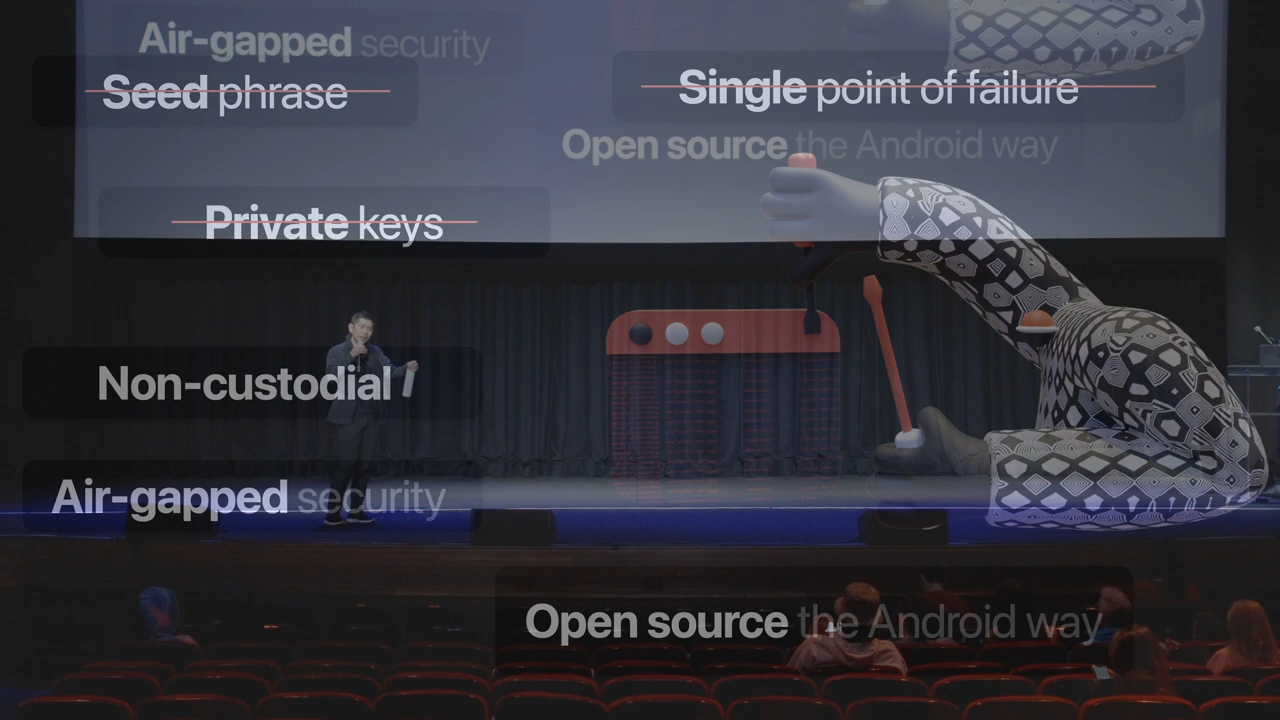 Air-gapped security
Seed phrase
Single point of failure
Open source the Android way
Private keys
Non-custodial
Air-gapped security
Open source the Android way